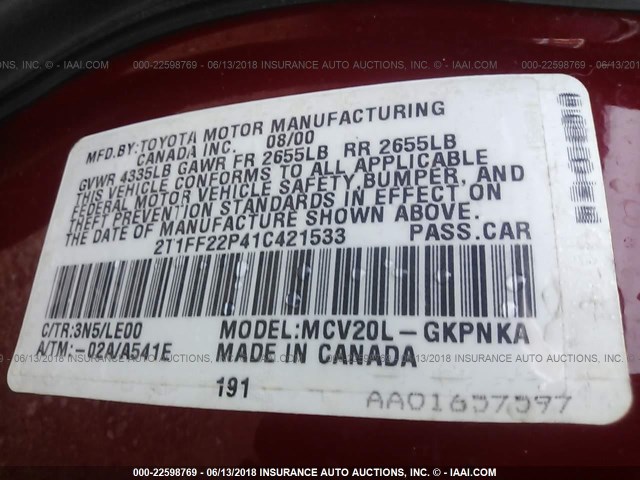 000-22598769 - 06/13/2018 INSURANCE AUTO AUCTIONS, INC. - © IAAI.COM
MFD.BY:TOYOTA MOTOR MANUFACTURING
CANADA INC. 08/00
GVWR 4335LB GAWR FR 2655LB RR 2655LB
THIS VEHICLE CONFORMS TO ALL APPLICABLE
FEDERAL MOTOR VEHICLE SAFETY,BUMPER, AND
THEFT PREVENTION STANDARDS IN EFFECT ON
THE DATE OF MANUFACTURE SHOWN ABOVE.
2T1FF22P41C421533 PASS.CAR
C/TR:3N5/LE00 MODEL:MCV20L-GKPNKA
A/TM:-02A/A541E MADE IN CANADA
191
AA01657597
000-22598769 - 06/13/2018 INSURANCE AUTO AUCTIONS, INC. - © IAAI.COM